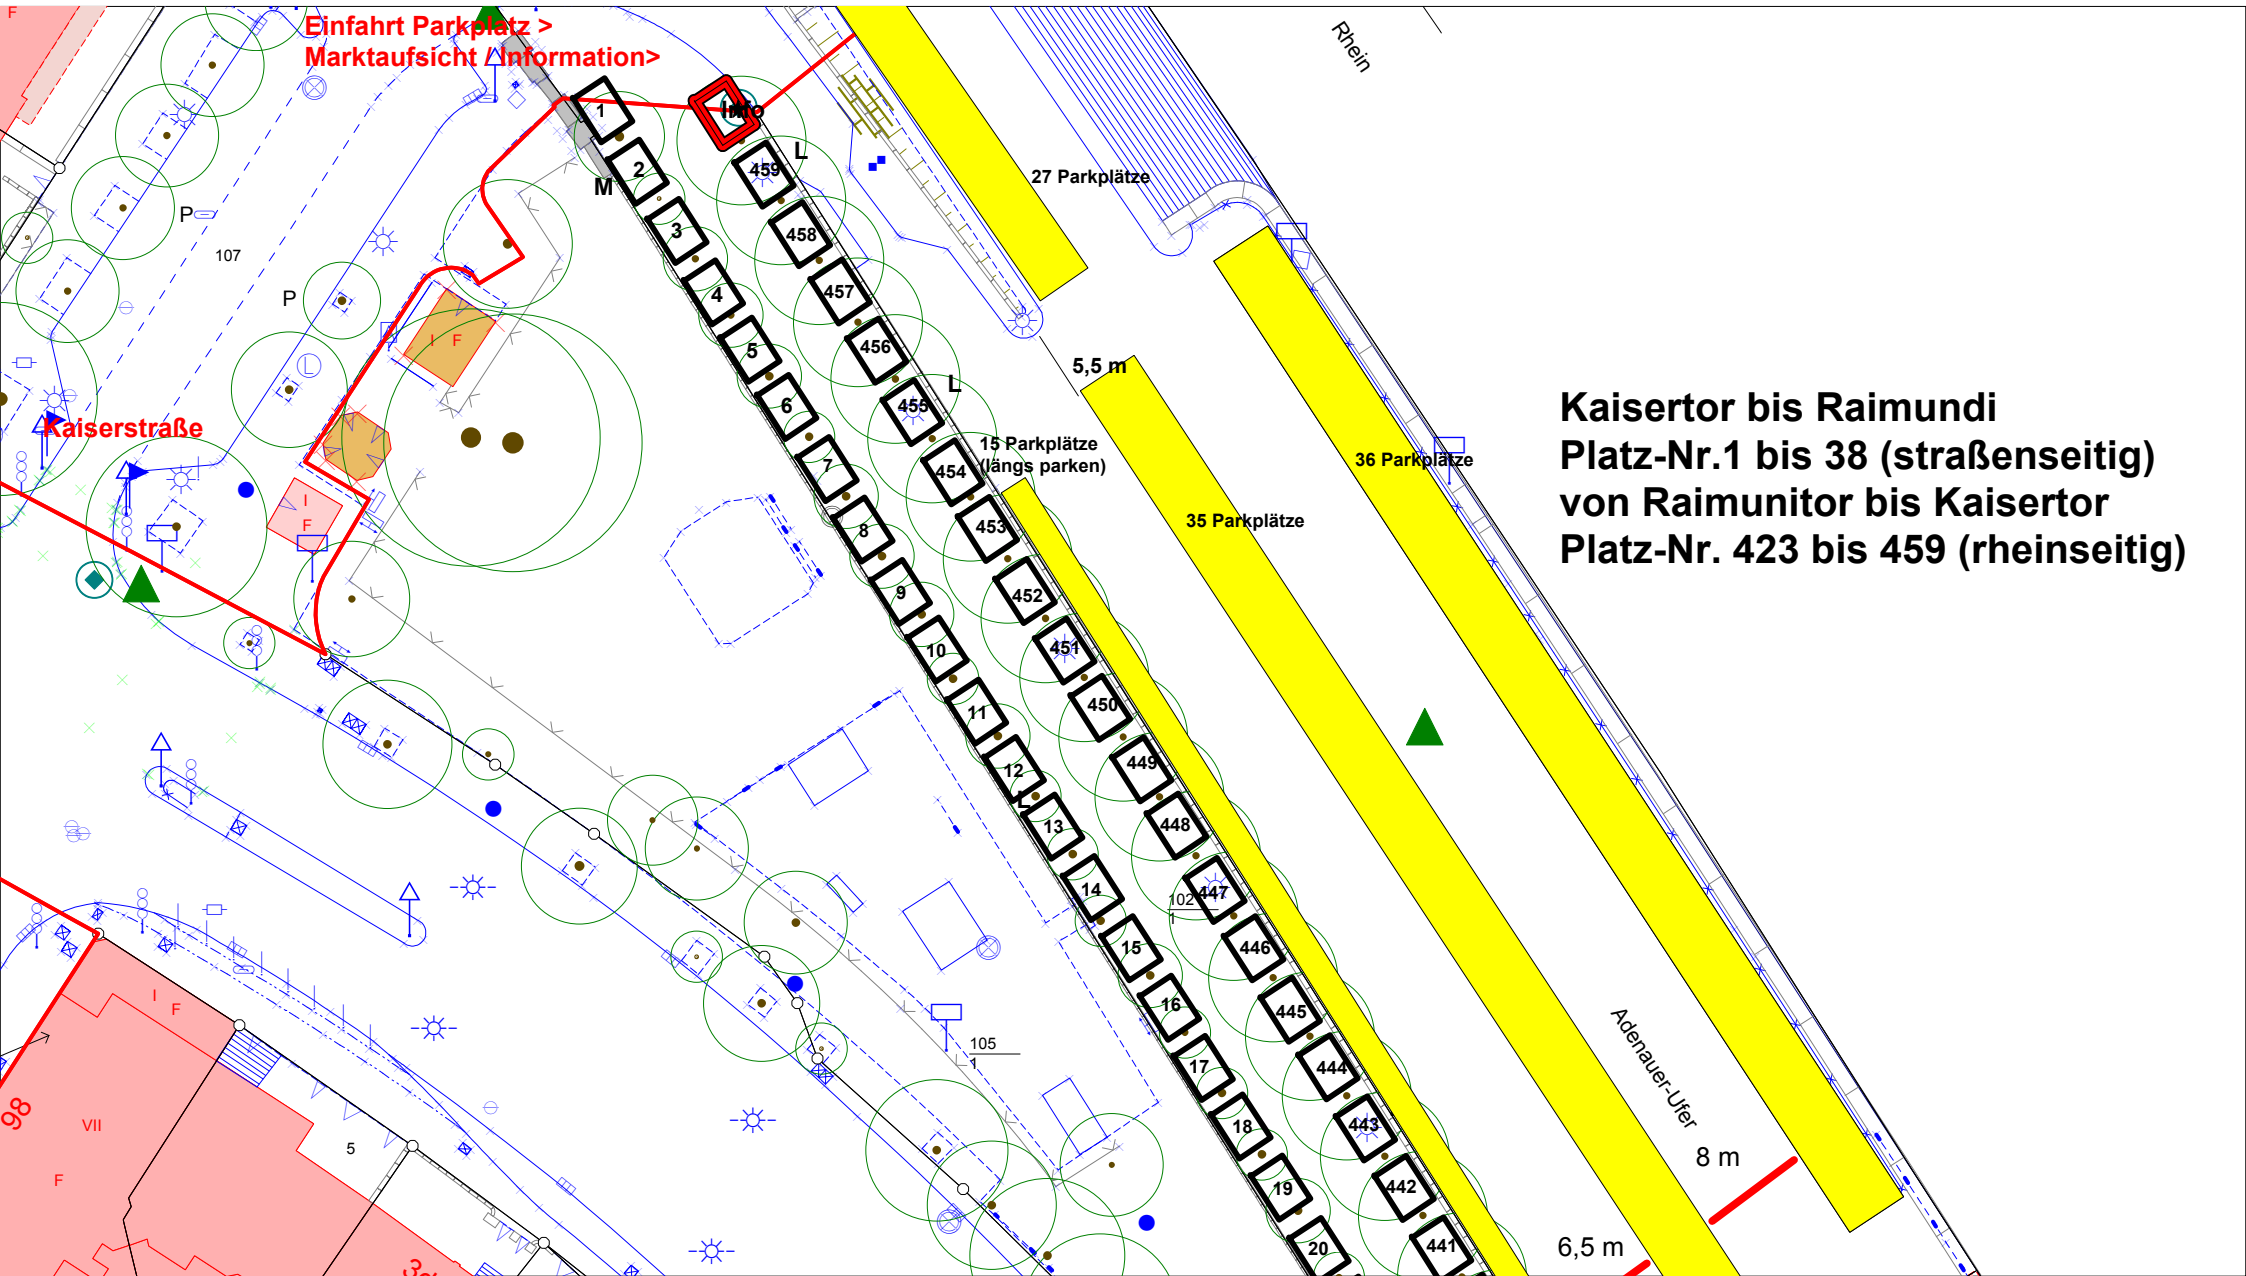 F
Einfahrt Parkplatz >
Marktaufsicht / Information>
Rhein
1
Info
2
459
L
M
27 Parkplätze
P
107
3
458
P
4
457
I F
5
456
L
5,5 m
6
455
L
Kaiserstraße
15 Parkplätze
(längs parken)
Kaisertor bis Raimundi
Platz-Nr.1 bis 38 (straßenseitig)
von Raimunitor bis Kaisertor
Platz-Nr. 423 bis 459 (rheinseitig)
7
454
36 Parkplätze
I
F
8
453
35 Parkplätze
9
452
10
451
11
450
12
449
L
13
448
14
447
102
1
15
446
16
445
I
F
105
1
17
444
Adenauer-Ufer
18
443
98
VII
5
8 m
F
19
442
20
441
6,5 m